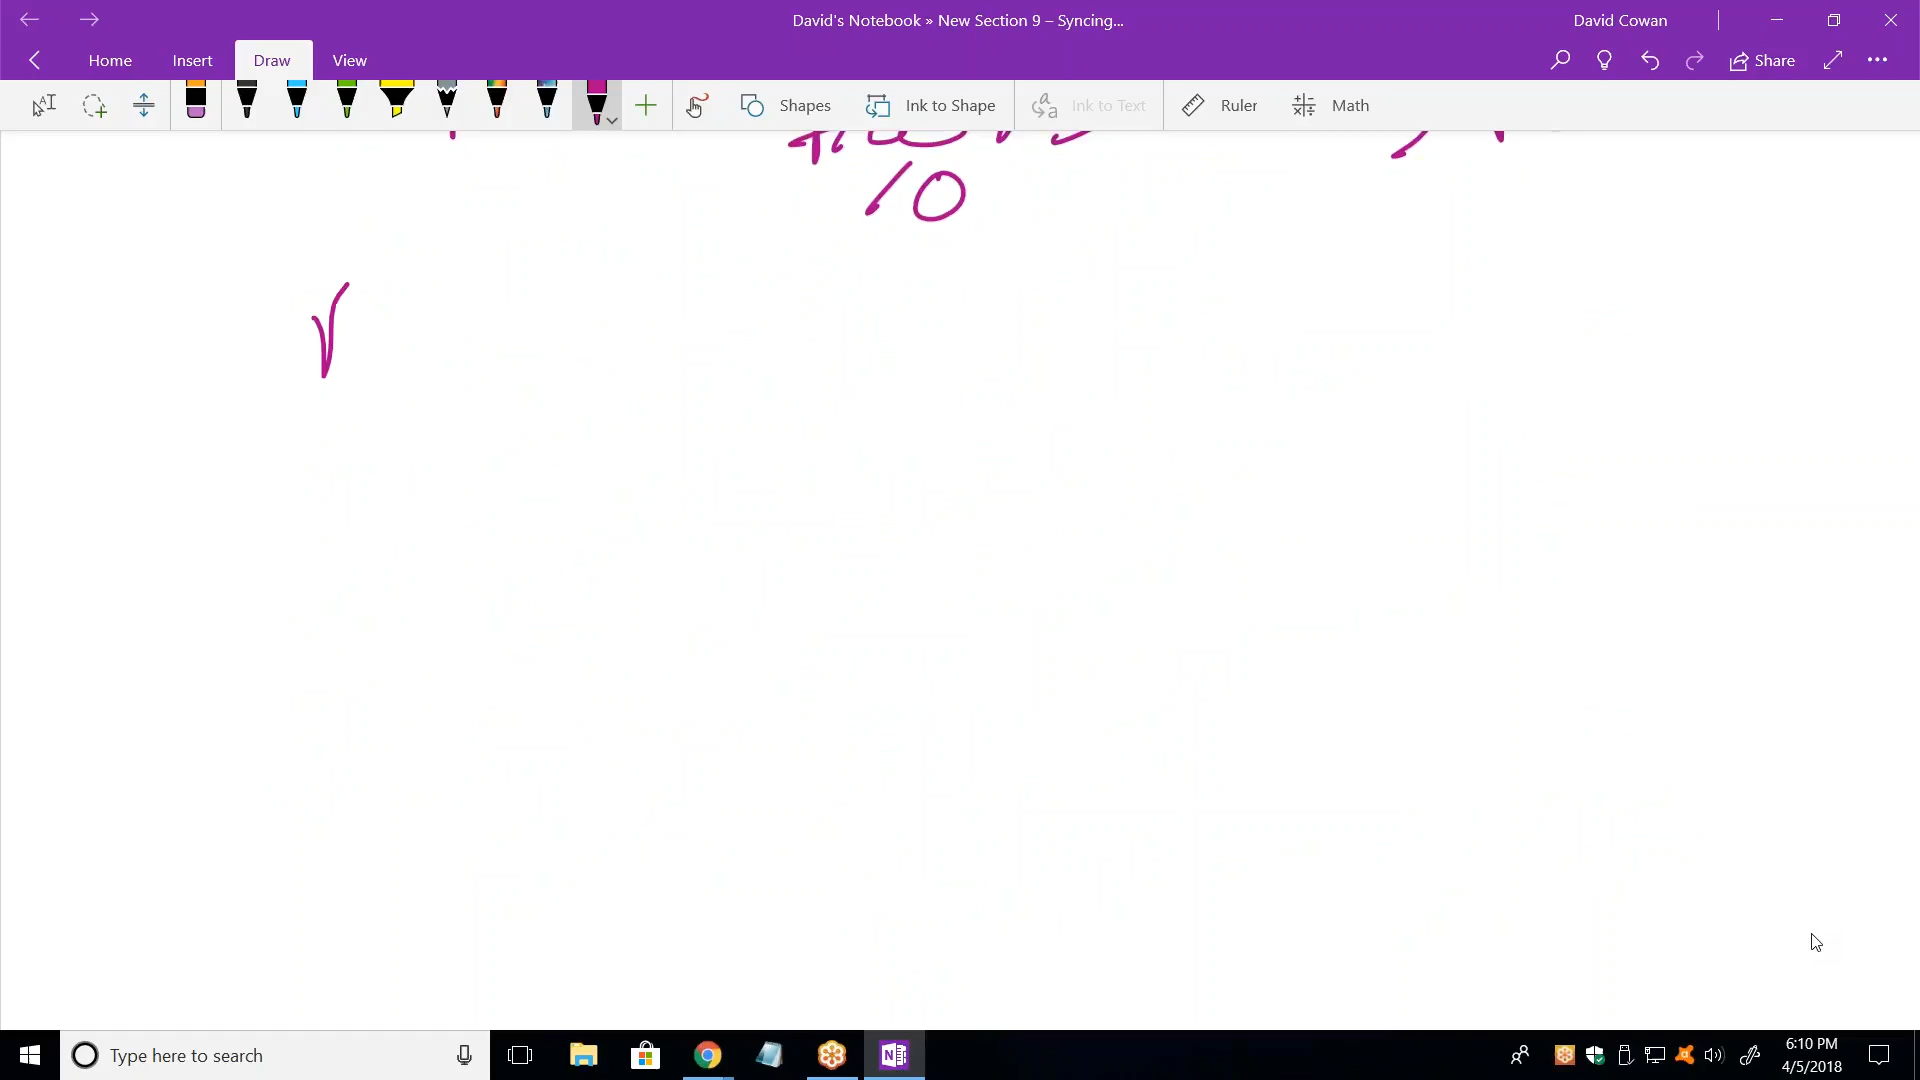 David's Notebook » New Section 9 – Syncing...
David Cowan
Home Insert Draw View
Share
Shapes Ink to Shape Ink to Text Ruler Math
10
Type here to search
6:10 PM
4/5/2018